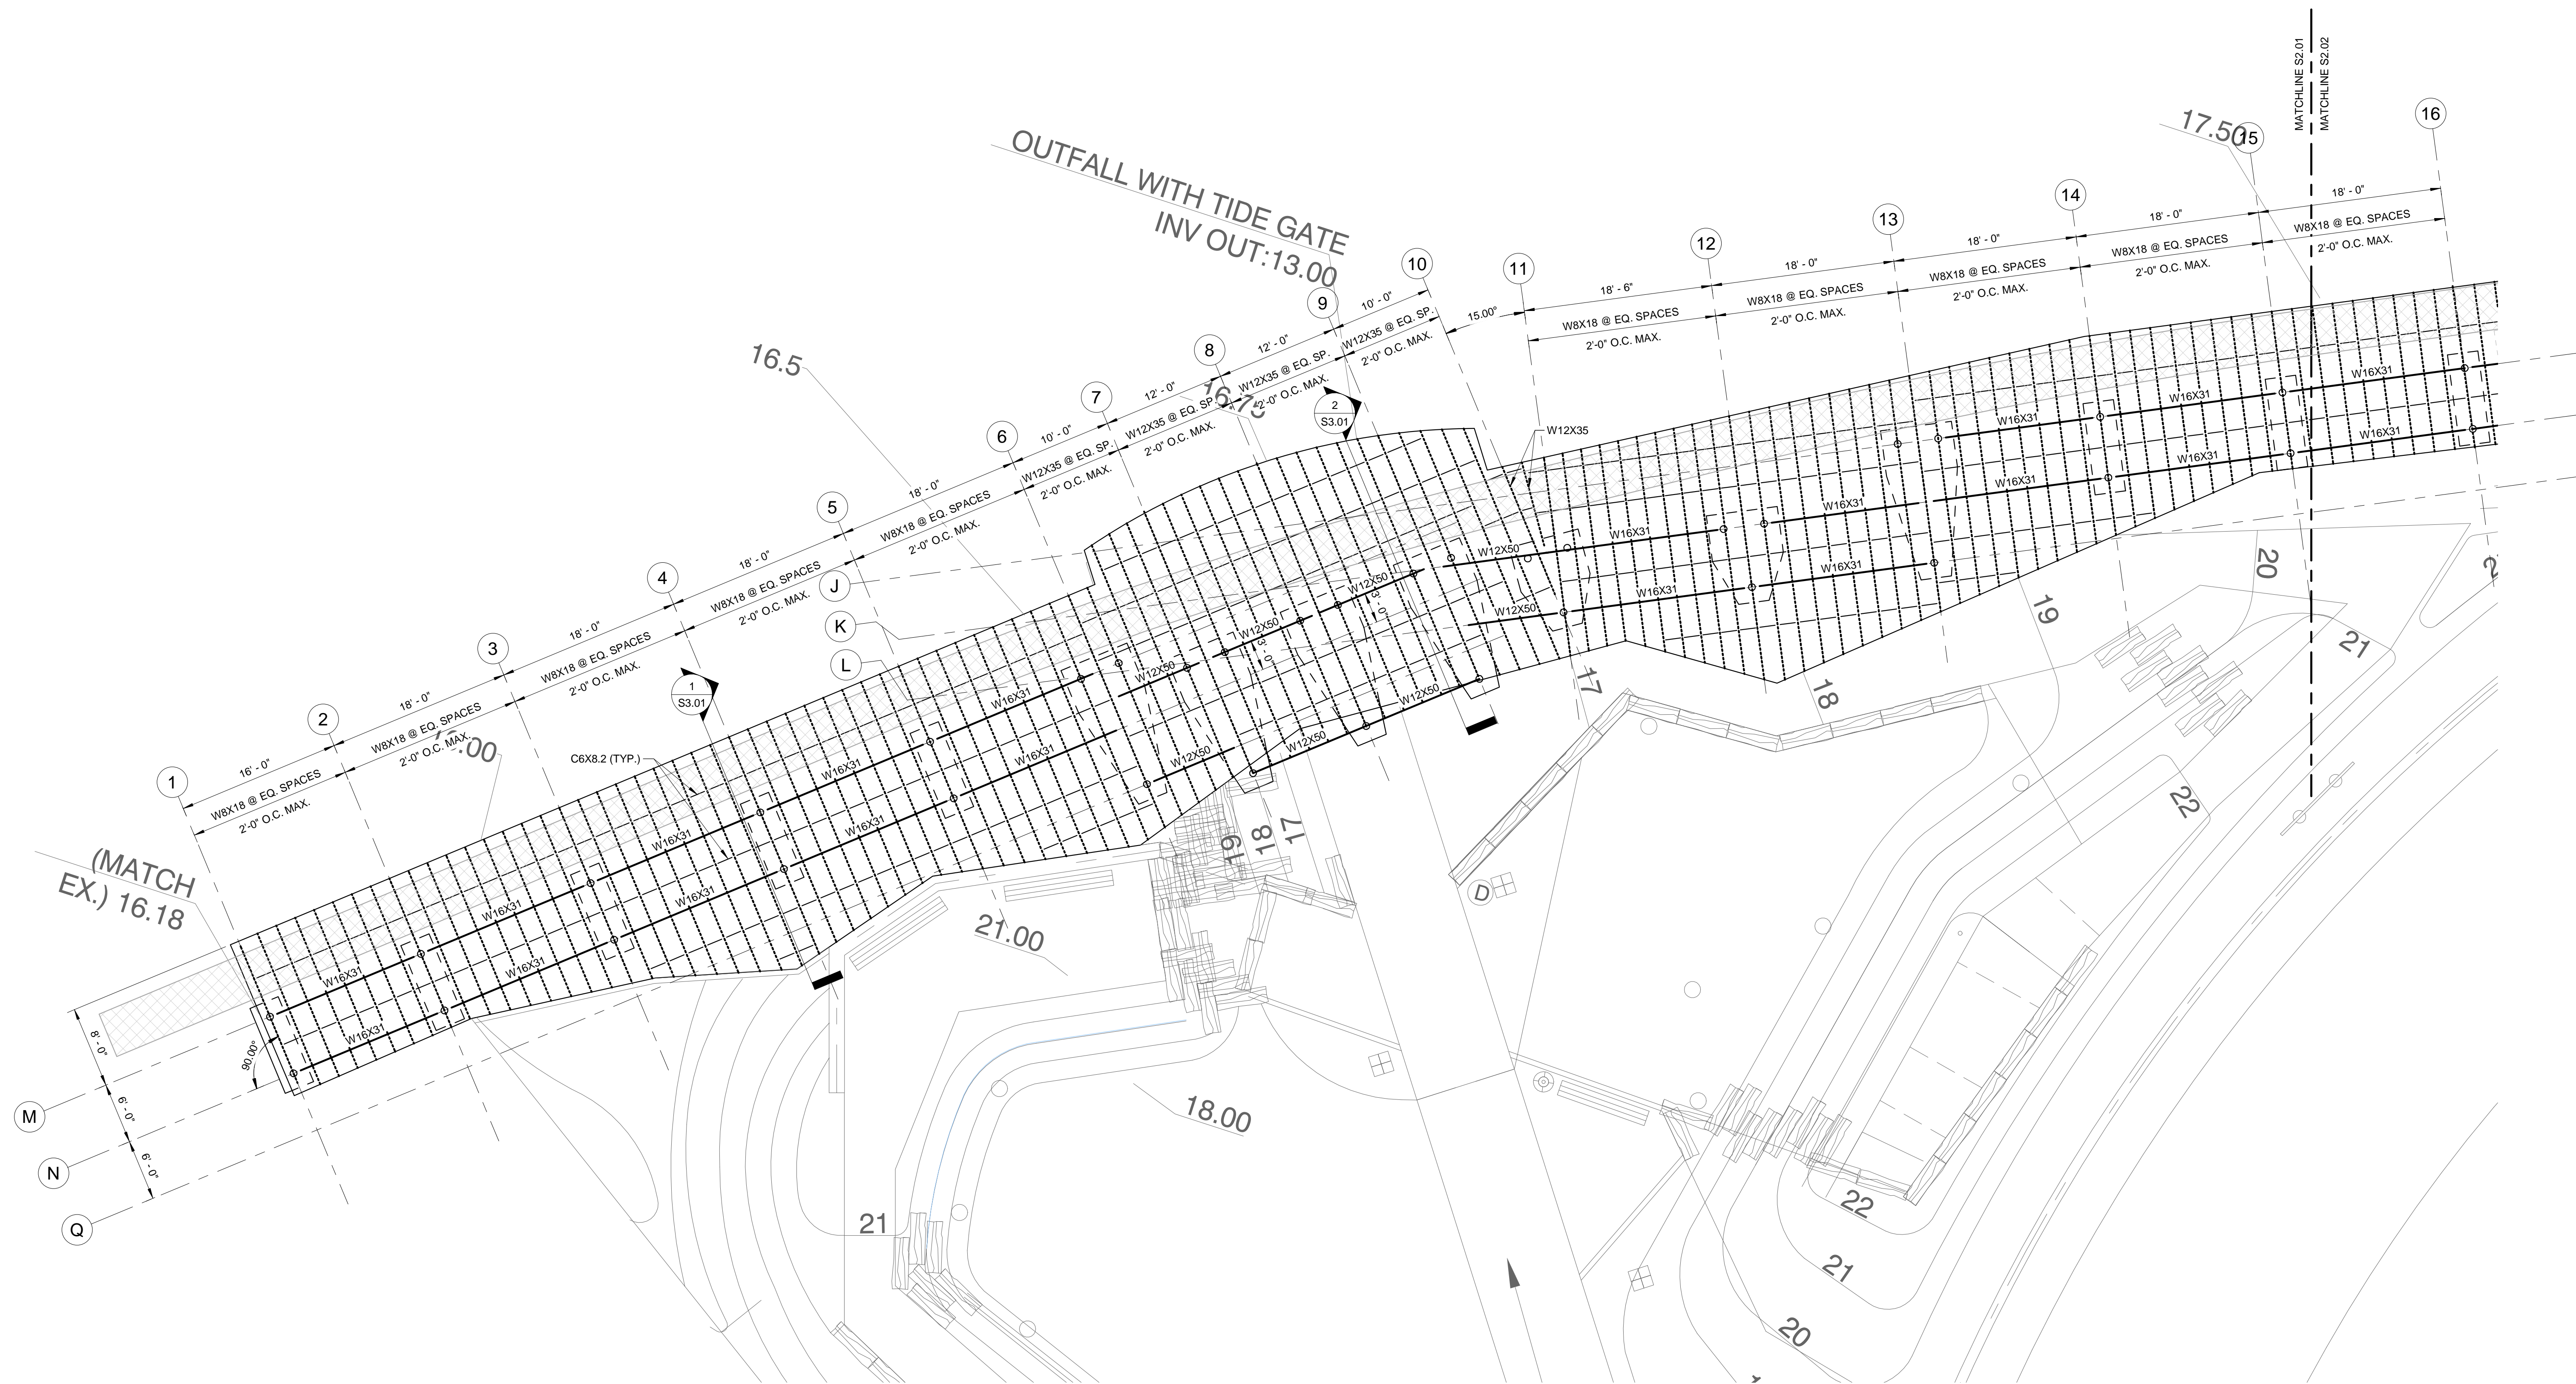 MATCHLINE S2.01
MATCHLINE S2.02
16
17.50
15
14
13
12
11
10
9
8
7
6
5
4
3
2
1
OUTFALL WITH TIDE GATE
INV OUT:13.00
18' - 0"
W8X18 @ EQ. SPACES
2'-0" O.C. MAX.
18' - 0"
W8X18 @ EQ. SPACES
2'-0" O.C. MAX.
18' - 0"
W8X18 @ EQ. SPACES
2'-0" O.C. MAX.
18' - 0"
W8X18 @ EQ. SPACES
2'-0" O.C. MAX.
18' - 6"
W8X18 @ EQ. SPACES
2'-0" O.C. MAX.
15.00°
10' - 0"
W12X35 @ EQ. SP.
2'-0" O.C. MAX.
12' - 0"
W12X35 @ EQ. SP.
2'-0" O.C. MAX.
16.75
12' - 0"
W12X35 @ EQ. SP.
2'-0" O.C. MAX.
10' - 0"
W12X35 @ EQ. SP.
2'-0" O.C. MAX.
18' - 0"
W8X18 @ EQ. SPACES
2'-0" O.C. MAX.
18' - 0"
W8X18 @ EQ. SPACES
2'-0" O.C. MAX.
18' - 0"
W8X18 @ EQ. SPACES
2'-0" O.C. MAX.
18' - 0"
W8X18 @ EQ. SPACES
2'-0" O.C. MAX.
16' - 0"
W8X18 @ EQ. SPACES
2'-0" O.C. MAX.
16.5
2
S3.01
1
S3.01
W12X35
C6X8.2 (TYP.)
J
K
L
(MATCH
EX.) 16.18
W16X31
W16X31
W16X31
W16X31
W16X31
W16X31
W16X31
W16X31
W16X31
W16X31
W12X50
W12X50
W12X50
W12X50
W12X50
W12X50
W12X50
W12X50
3' - 0"
3' - 0"
W16X31
W16X31
W16X31
W16X31
W16X31
W16X31
W16X31
W16X31
W16X31
W16X31
8' - 0"
6' - 0"
6' - 0"
90.00°
M
N
Q
D
17
18
19
20
21
22
19
18
17
21.00
18.00
21
22
21
20